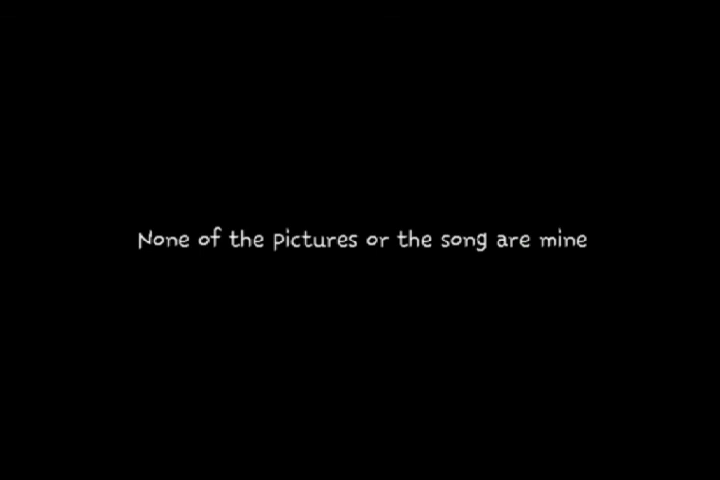 None of the pictures or the song are mine